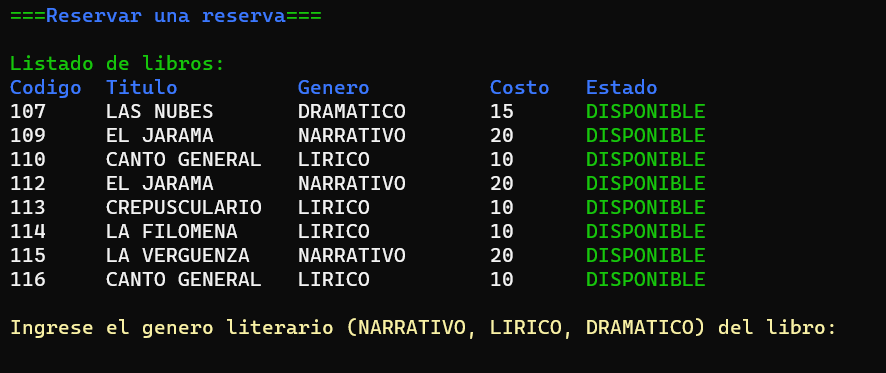 ===Reservar una reserva===
Listado de libros:
Codigo Titulo Genero Costo Estado
107 LAS NUBES DRAMATICO 15 DISPONIBLE
109 EL JARAMA NARRATIVO 20 DISPONIBLE
110 CANTO GENERAL LIRICO 10 DISPONIBLE
112 EL JARAMA NARRATIVO 20 DISPONIBLE
113 CREPUSCULARIO LIRICO 10 DISPONIBLE
114 LA FILOMENA LIRICO 10 DISPONIBLE
115 LA VERGUENZA NARRATIVO 20 DISPONIBLE
116 CANTO GENERAL LIRICO 10 DISPONIBLE
Ingrese el genero literario (NARRATIVO, LIRICO, DRAMATICO) del libro: